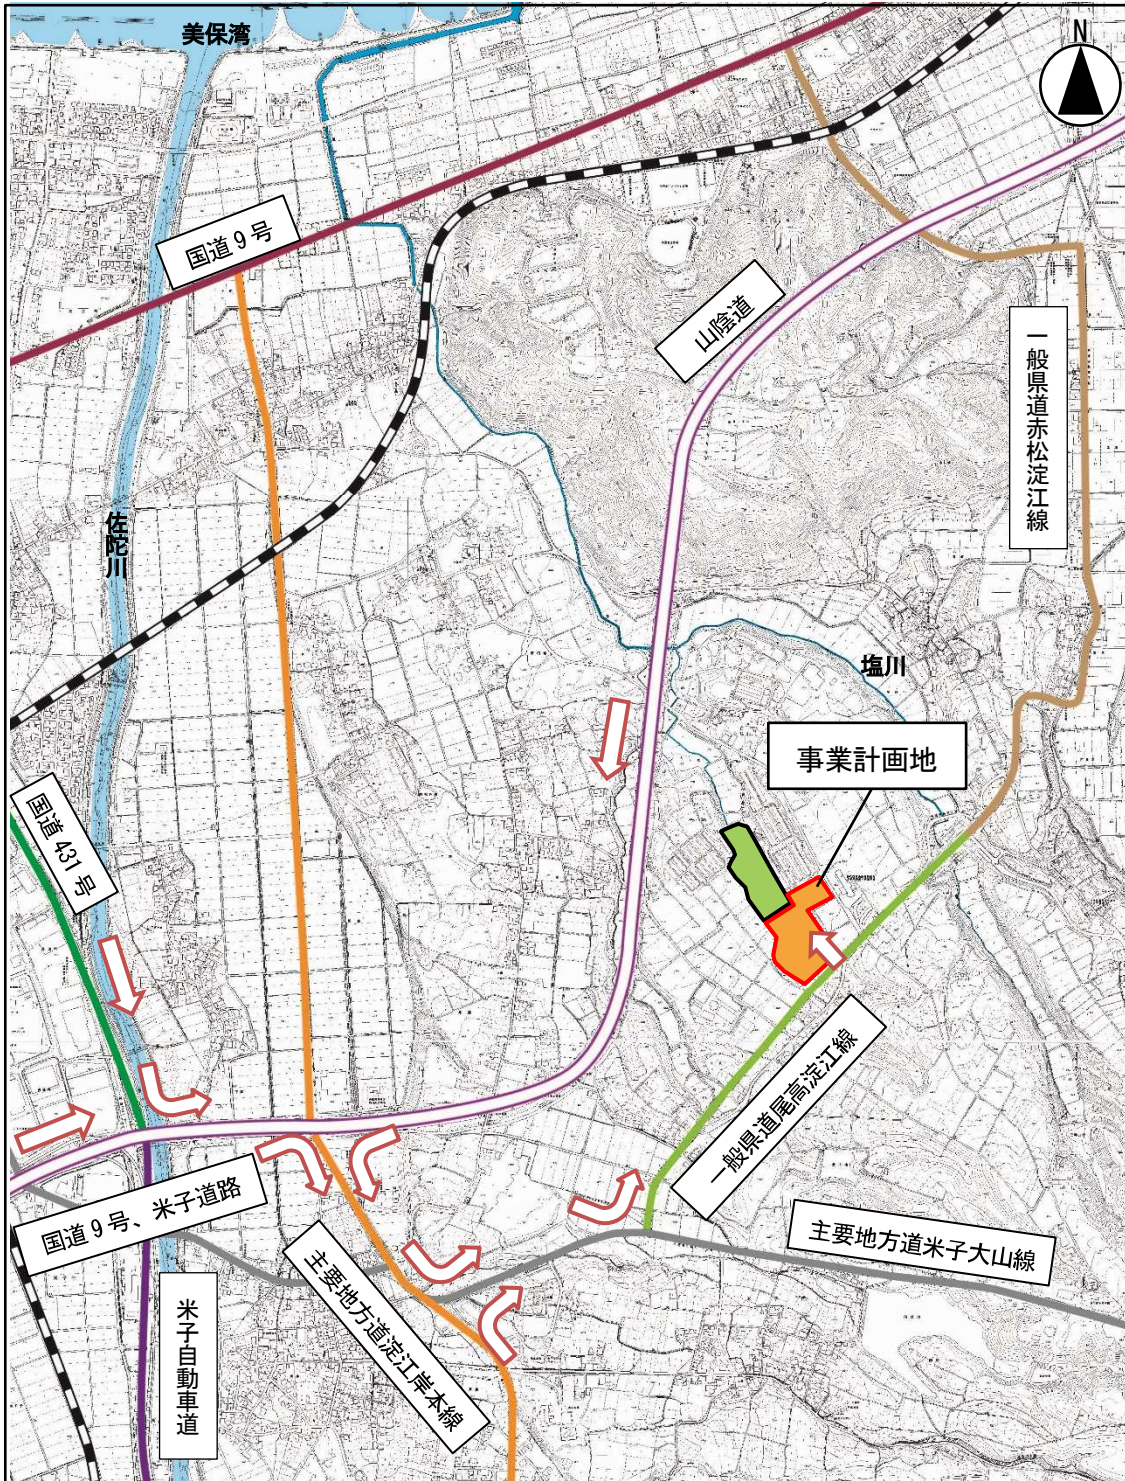 美保湾
N
国道9号
山陰道
一般県道赤松淀江線
佐陀川
塩川
事業計画地
国道431号
一般県道尾高淀江線
国道9号、米子道路
主要地方道米子大山線
主要地方道淀江岸本線
米子自動車道